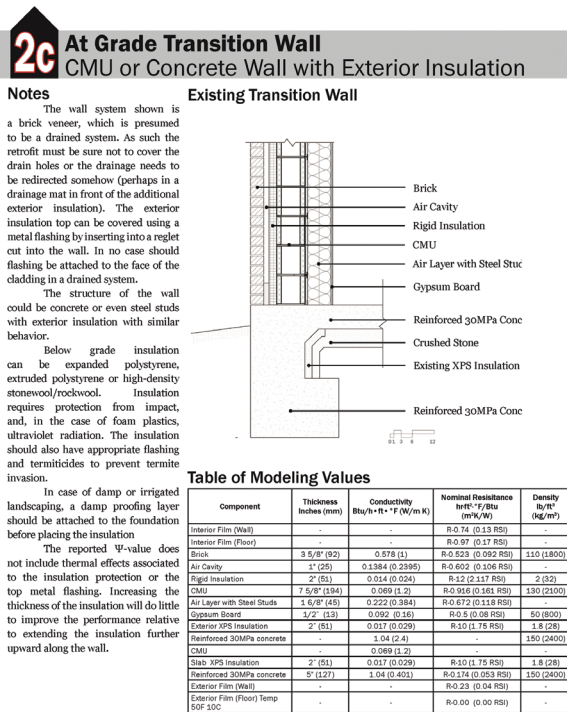 2c At Grade Transition Wall
CMU or Concrete Wall with Exterior Insulation
Notes
The wall system shown is
a brick veneer, which is presumed
to be a drained system. As such the
retrofit must be sure not to cover the
drain holes or the drainage needs to
be redirected somehow (perhaps in a
drainage mat in front of the additional
exterior insulation). The exterior
insulation top can be covered using a
metal flashing by inserting into a reglet
cut into the wall. In no case should
flashing be attached to the face of the
cladding in a drained system.
The structure of the wall
could be concrete or even steel studs
with exterior insulation with similar
behavior.
Below grade insulation
can be expanded polystyrene,
extruded polystyrene or high-density
stonewool/rockwool. Insulation
requires protection from impact,
and, in the case of foam plastics,
ultraviolet radiation. The insulation
should also have appropriate flashing
and termiticides to prevent termite
invasion.
In case of damp or irrigated
landscaping, a damp proofing layer
should be attached to the foundation
before placing the insulation
The reported Ψ-value does
not include thermal effects associated
to the insulation protection or the
top metal flashing. Increasing the
thickness of the insulation will do little
to improve the performance relative
to extending the insulation further
upward along the wall.
Existing Transition Wall
Brick
Air Cavity
Rigid Insulation
CMU
Air Layer with Steel Stud
Gypsum Board
Reinforced 30MPa Conc
Crushed Stone
Existing XPS Insulation
Reinforced 30MPa Conc
0 1 3 6 12
Table of Modeling Values
Component Thickness Inches (mm) Conductivity Btu/h•ft•°F (W/m K) Nominal Resisitance hrft²·°F/Btu (m²K/W) Density lb/ft³ (kg/m³)
Interior Film (Wall) - - R-0.74 (0.13 RSI) -
Interior Film (Floor) - - R-0.97 (0.17 RSI) -
Brick 3 5/8" (92) 0.578 (1) R-0.523 (0.092 RSI) 110 (1800)
Air Cavity 1" (25) 0.1384 (0.2395) R-0.602 (0.106 RSI) -
Rigid Insulation 2" (51) 0.014 (0.024) R-12 (2.117 RSI) 2 (32)
CMU 7 5/8" (194) 0.069 (1.2) R-0.916 (0.161 RSI) 130 (2100)
Air Layer with Steel Studs 1 6/8" (45) 0.222 (0.384) R-0.672 (0.118 RSI) -
Gypsum Board 1/2" (13) 0.092 (0.16) R-0.5 (0.08 RSI) 50 (800)
Exterior XPS Insulation 2" (51) 0.017 (0.029) R-10 (1.75 RSI) 1.8 (28)
Reinforced 30MPa concrete - 1.04 (2.4) - 150 (2400)
CMU - 0.069 (1.2) - -
Slab XPS Insulation 2" (51) 0.017 (0.029) R-10 (1.75 RSI) 1.8 (28)
Reinforced 30MPa concrete 5" (127) 1.04 (0.401) R-0.174 (0.053 RSI) 150 (2400)
Exterior Film (Wall) - - R-0.23 (0.04 RSI) -
Exterior Film (Floor) Temp 50F 10C - - R-0.00 (0.00 RSI) -